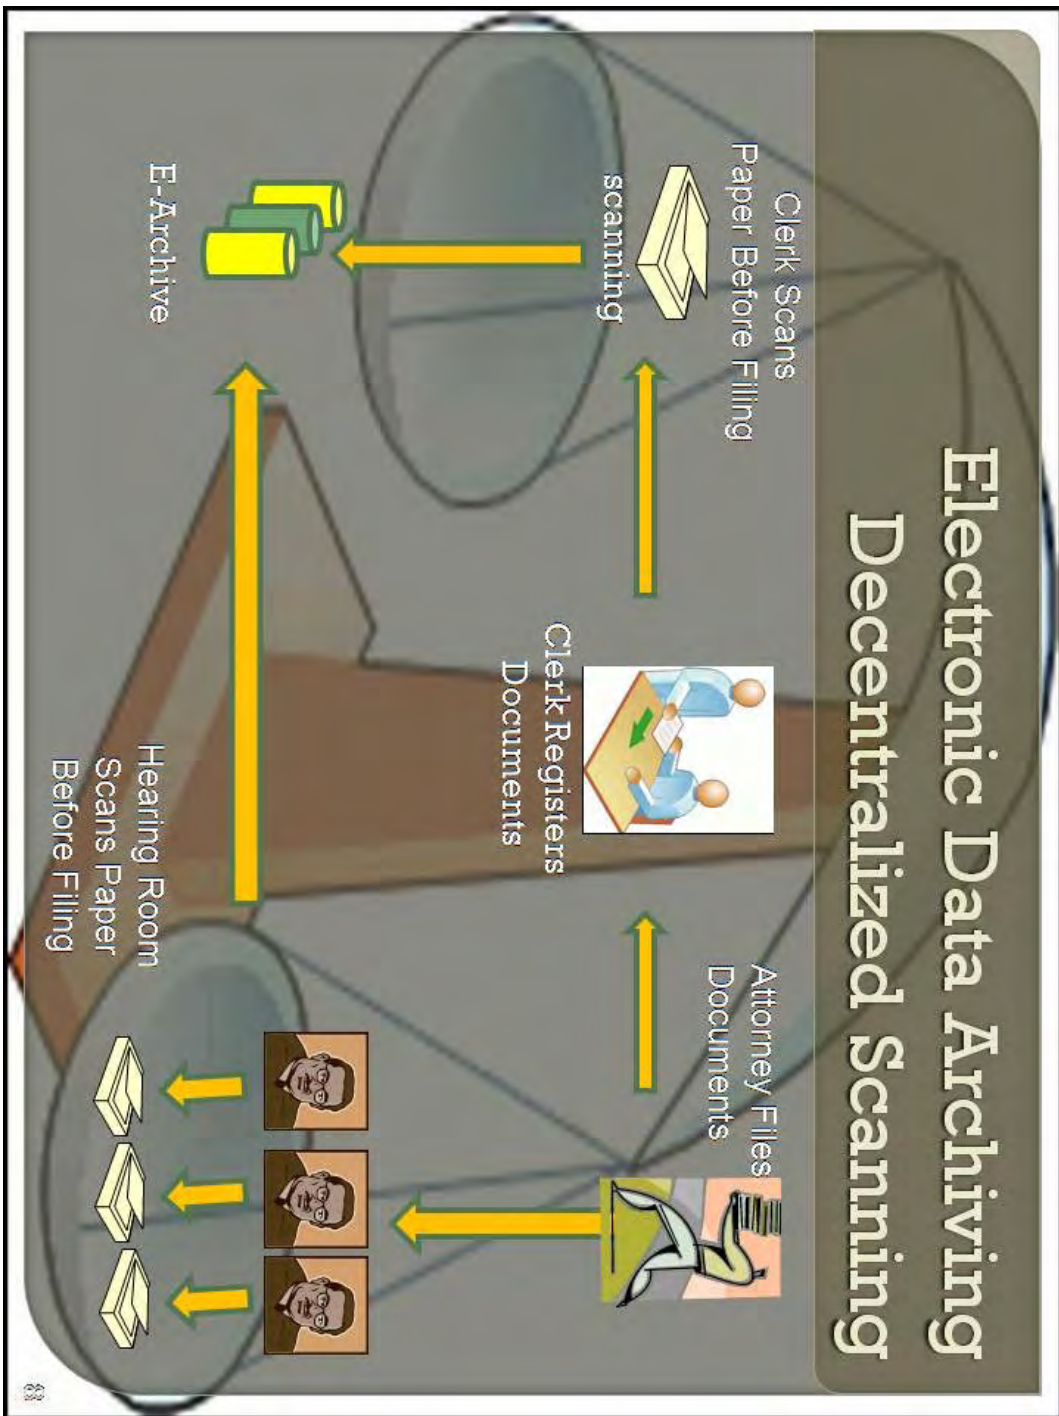 Electronic Data Archiving
Decentralized Scanning
Clerk Scans
Paper Before Filing
scanning
E-Archive
Clerk Registers
Documents
Attorney Files
Documents
Hearing Room
Scans Paper
Before Filing